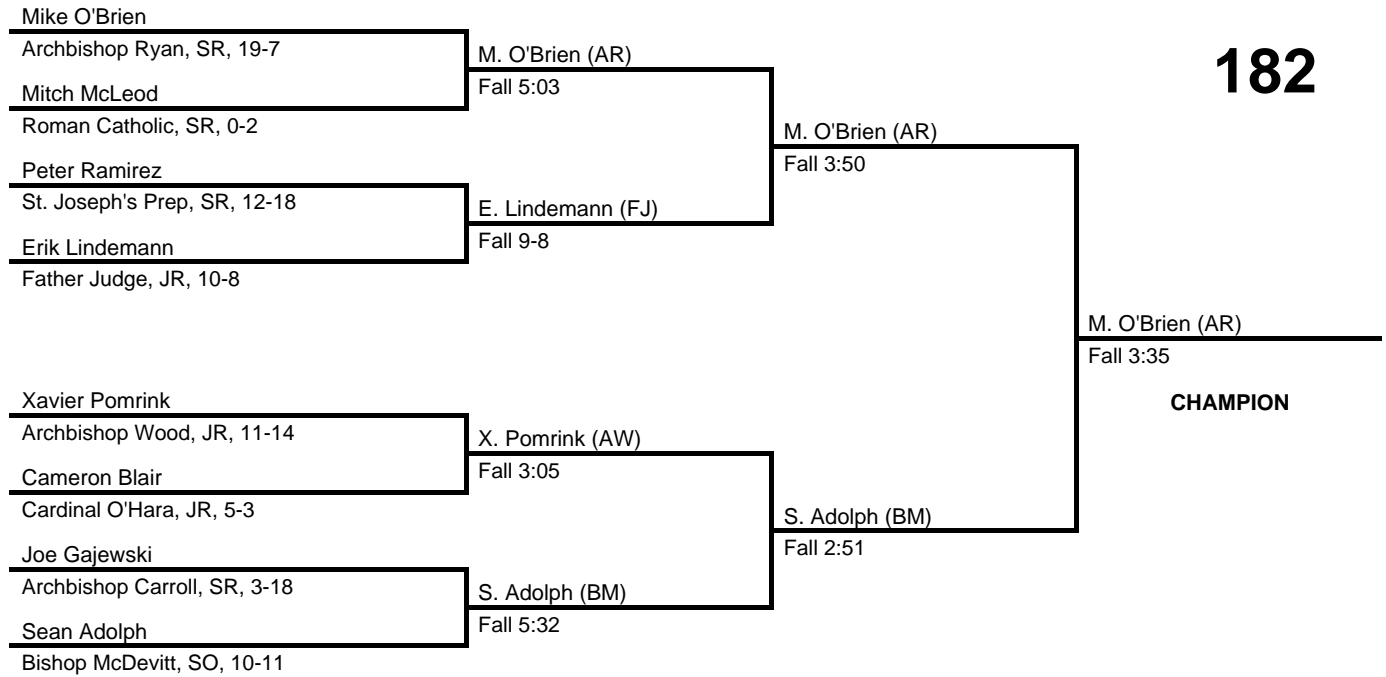 Mike O'Brien
Archbishop Ryan, SR, 19-7
M. O'Brien (AR)
182
Fall 5:03
Mitch McLeod
Roman Catholic, SR, 0-2
M. O'Brien (AR)
Fall 3:50
Peter Ramirez
St. Joseph's Prep, SR, 12-18
E. Lindemann (FJ)
Fall 9-8
Erik Lindemann
Father Judge, JR, 10-8
M. O'Brien (AR)
Fall 3:35
CHAMPION
Xavier Pomrink
Archbishop Wood, JR, 11-14
X. Pomrink (AW)
Fall 3:05
Cameron Blair
Cardinal O'Hara, JR, 5-3
S. Adolph (BM)
Fall 2:51
Joe Gajewski
Archbishop Carroll, SR, 3-18
S. Adolph (BM)
Fall 5:32
Sean Adolph
Bishop McDevitt, SO, 10-11